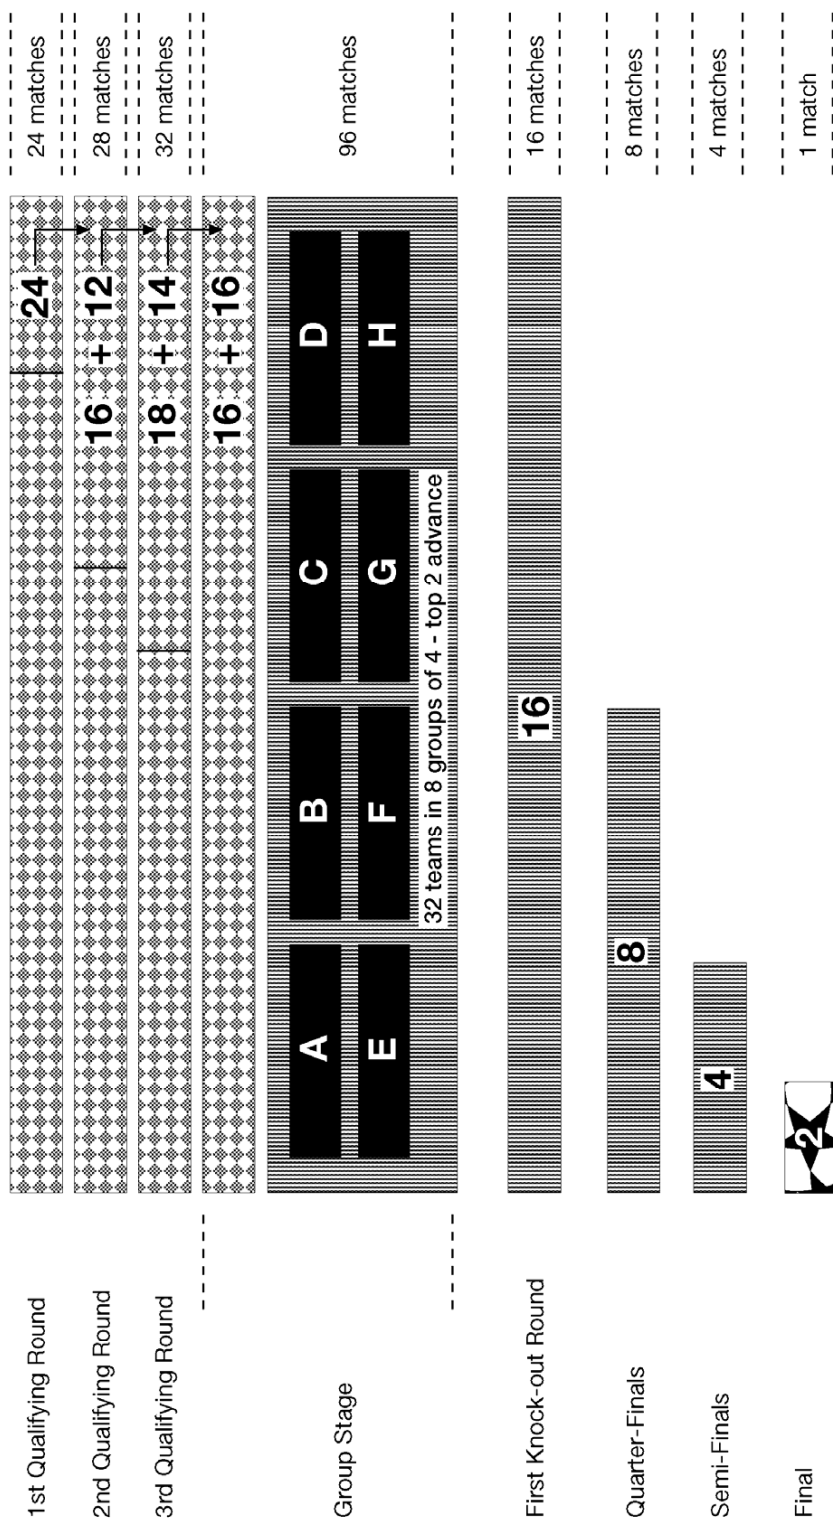 1st Qualifying Round
24
24 matches
2nd Qualifying Round
16 + 12
28 matches
3rd Qualifying Round
18 + 14
32 matches
16 + 16
Group Stage
A B C D
E F G H
32 teams in 8 groups of 4 - top 2 advance
96 matches
First Knock-out Round
16
16 matches
Quarter-Finals
8
8 matches
Semi-Finals
4
4 matches
Final
2
1 match